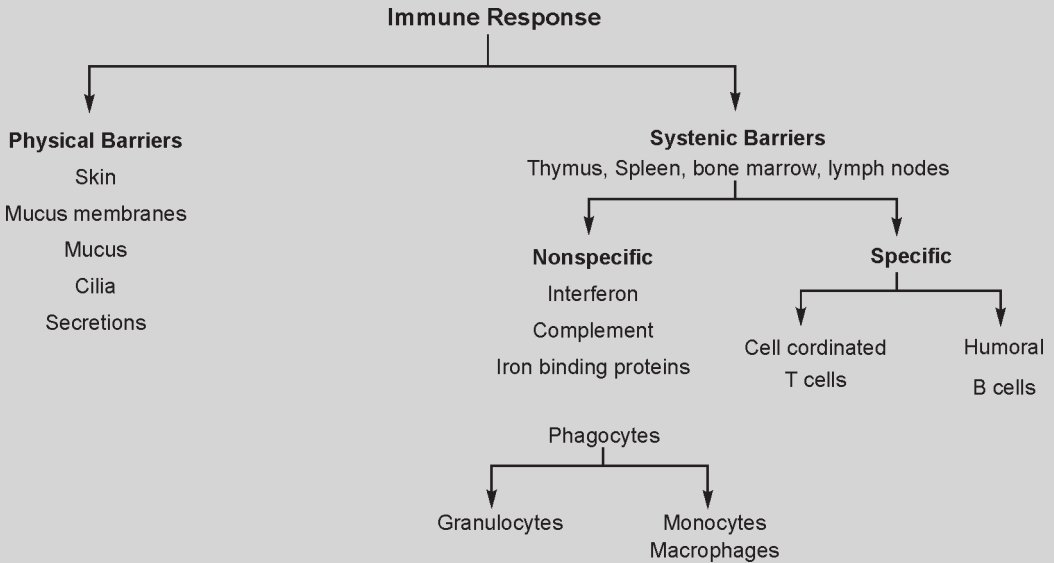 Immune Response
Physical Barriers
Skin
Mucus membranes
Mucus
Cilia
Secretions
Systenic Barriers
Thymus, Spleen, bone marrow, lymph nodes
Nonspecific
Interferon
Complement
Iron binding proteins
Specific
Cell cordinated
T cells
Humoral
B cells
Phagocytes
Granulocytes
Monocytes
Macrophages